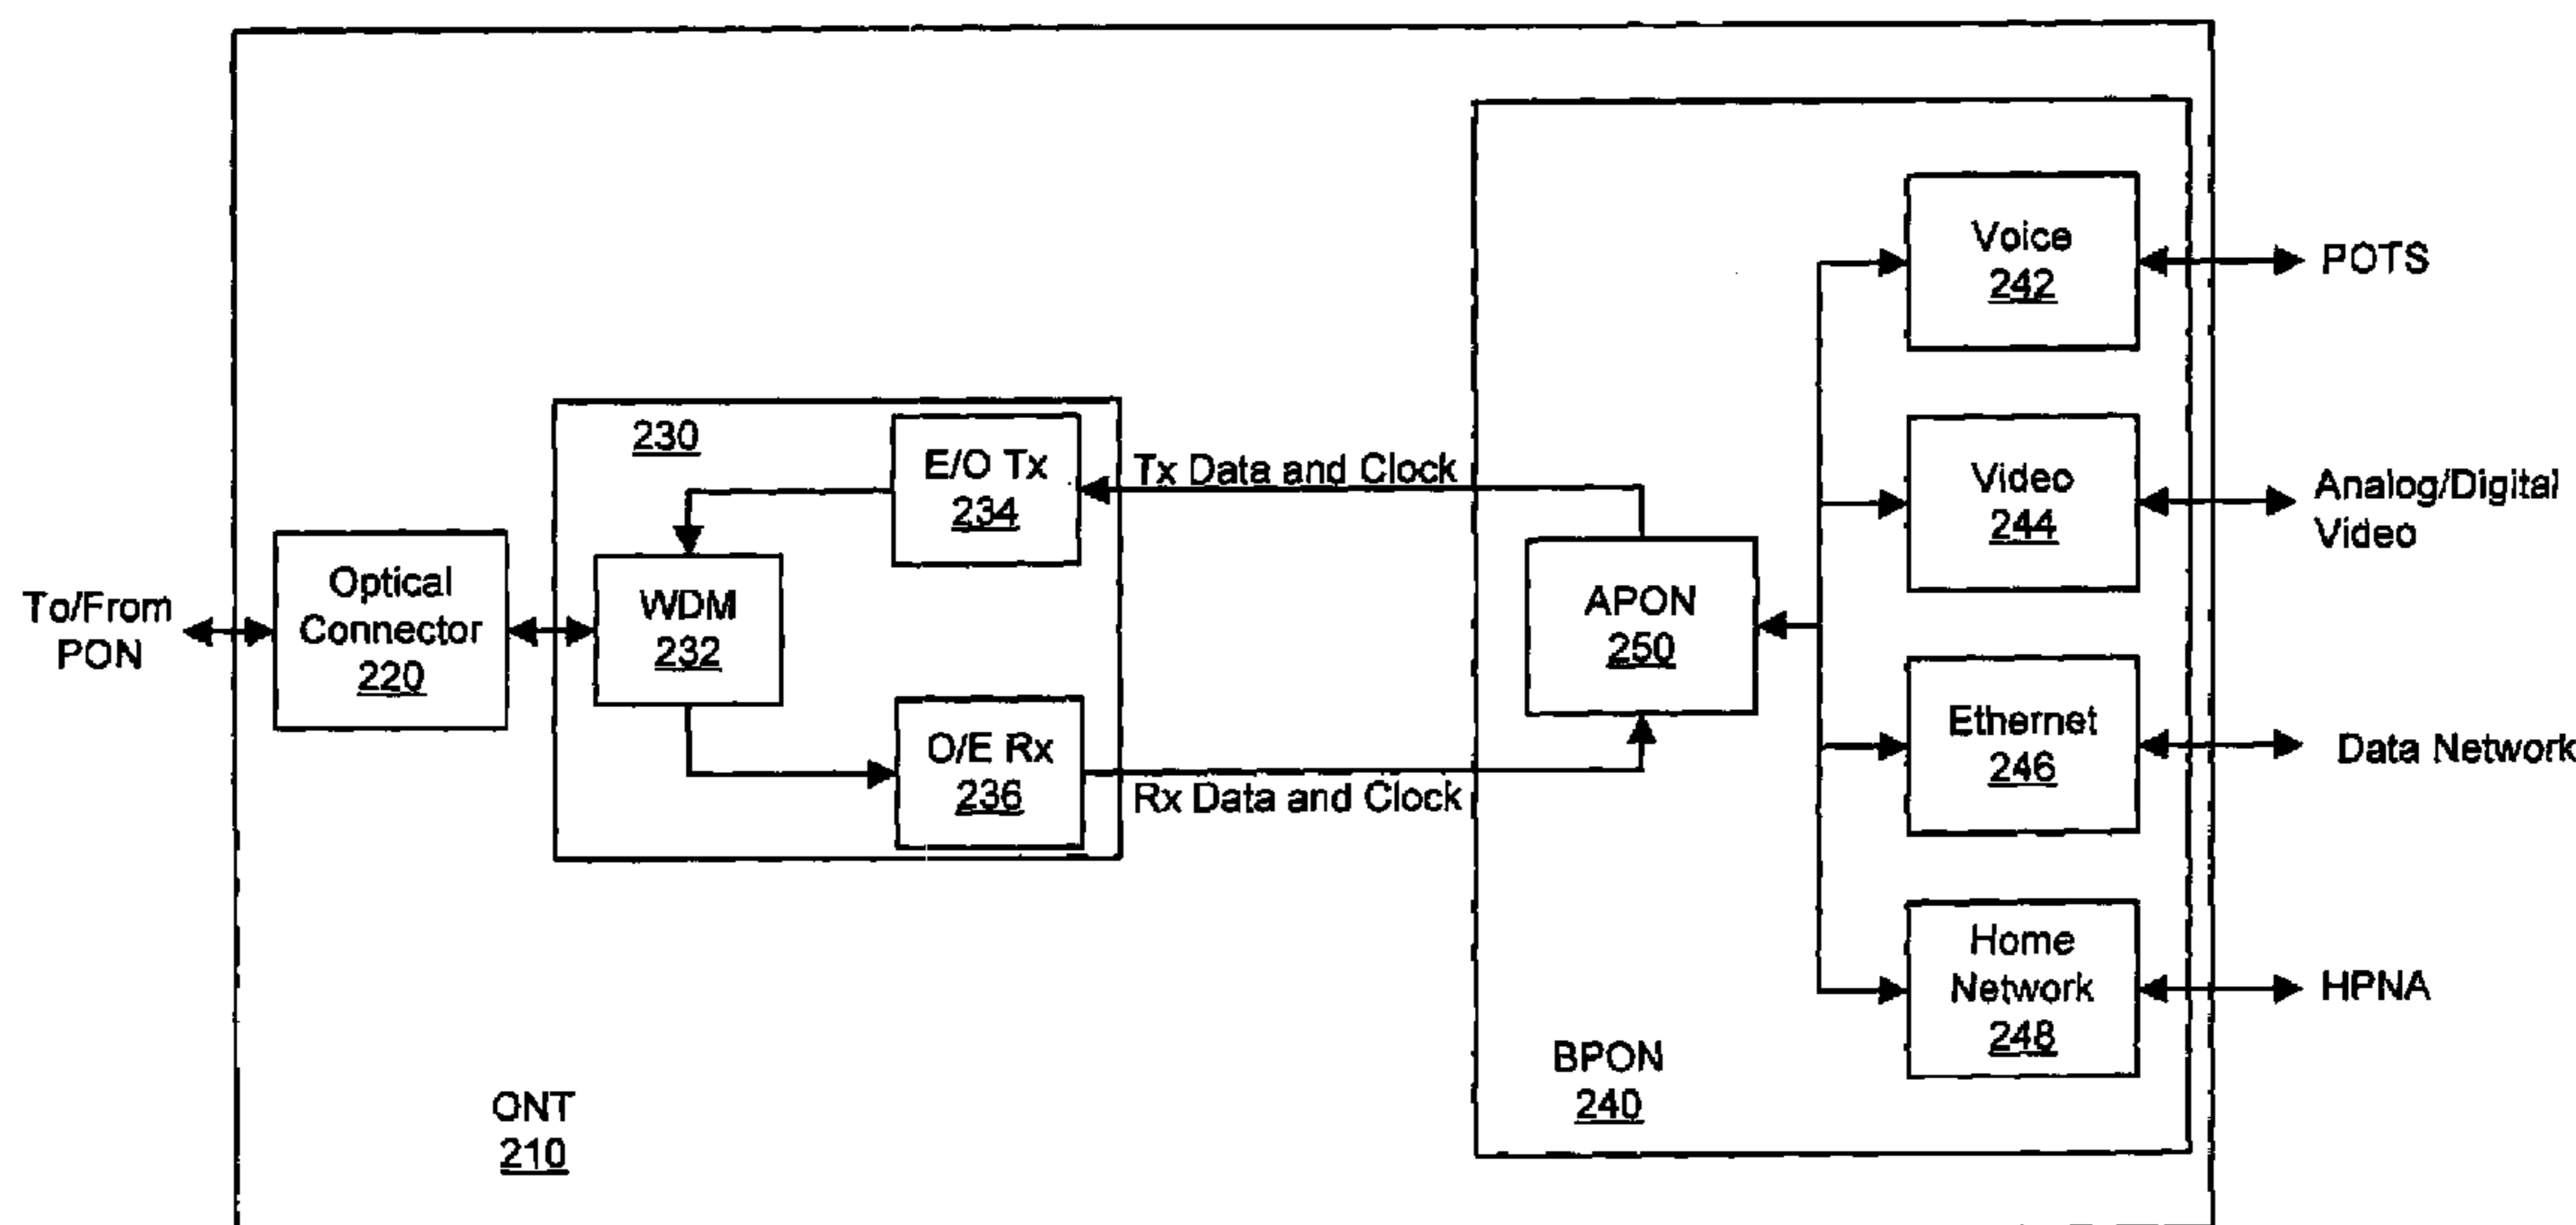 To/From
PON
Optical
Connector
220
230
WDM
232
E/O Tx
234
O/E Rx
236
Tx Data and Clock
Rx Data and Clock
APON
250
Voice
242
Video
244
Ethernet
246
Home
Network
248
POTS
Analog/Digital
Video
Data Network
HPNA
BPON
240
ONT
210